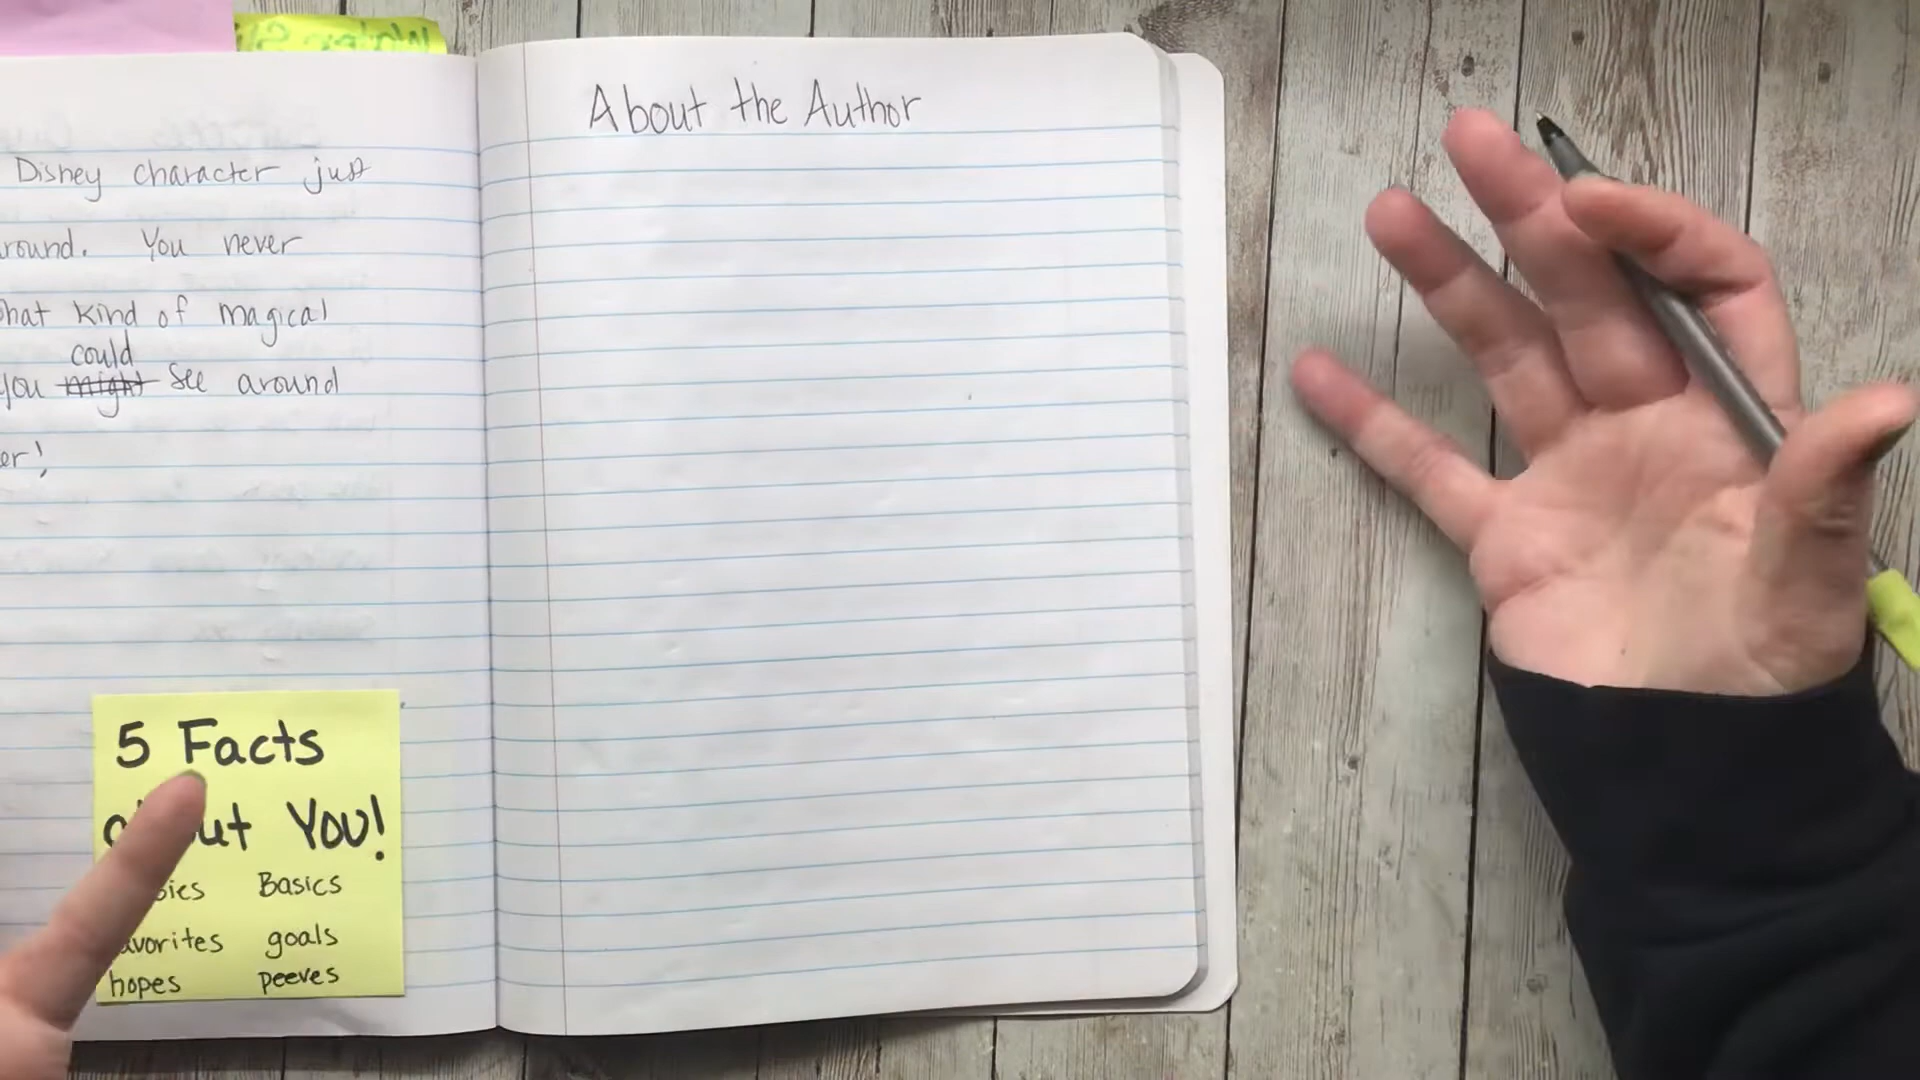 Disney character just
round. You never
hat kind of magical
could
you might see around
er!
About the Author
5 Facts
ut You!
Basics
avorites goals
hopes peeves